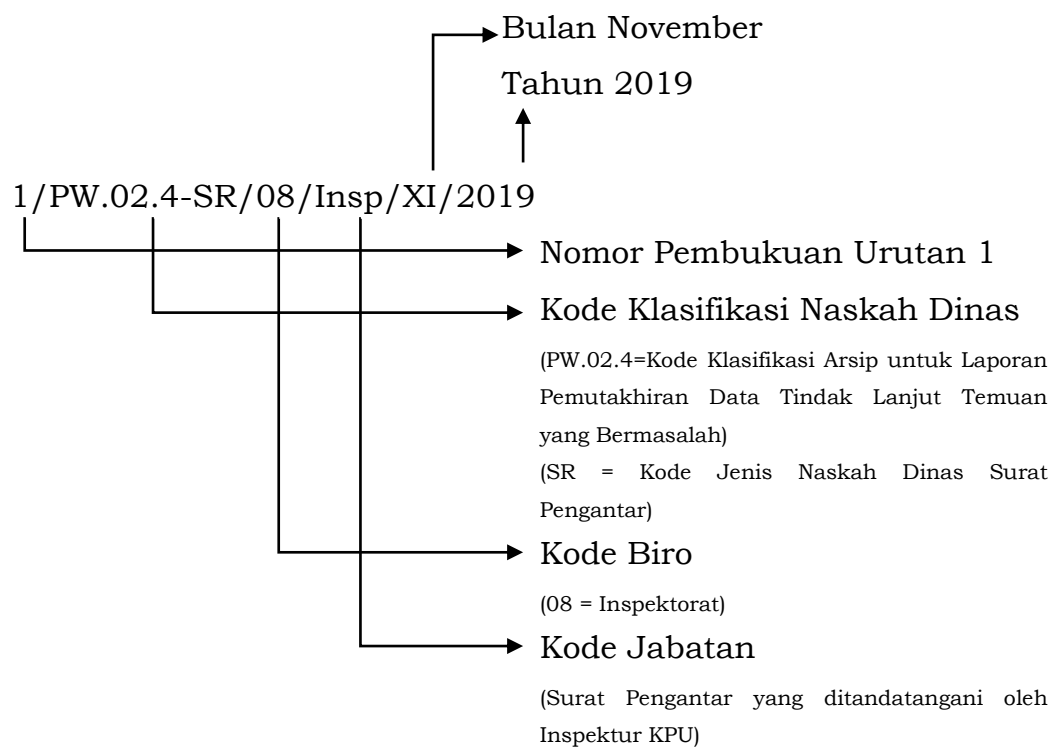 Bulan November
Tahun 2019
1/PW.02.4-SR/08/Insp/XI/2019
Nomor Pembukuan Urutan 1
Kode Klasifikasi Naskah Dinas
(PW.02.4=Kode Klasifikasi Arsip untuk Laporan
Pemutakhiran Data Tindak Lanjut Temuan
yang Bermasalah)
(SR = Kode Jenis Naskah Dinas Surat
Pengantar)
Kode Biro
(08 = Inspektorat)
Kode Jabatan
(Surat Pengantar yang ditandatangani oleh
Inspektur KPU)